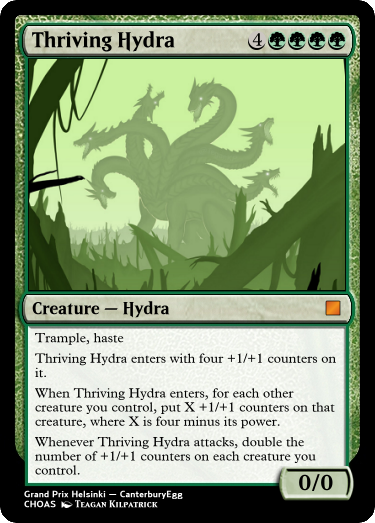 Thriving Hydra 4
Creature — Hydra
Trample, haste
Thriving Hydra enters with four +1/+1 counters on
it.
When Thriving Hydra enters, for each other
creature you control, put X +1/+1 counters on that
creature, where X is four minus its power.
Whenever Thriving Hydra attacks, double the
number of +1/+1 counters on each creature you
control.
0/0
Grand Prix Helsinki — CanterburyEgg
CHOAS Teagan Kilpatrick